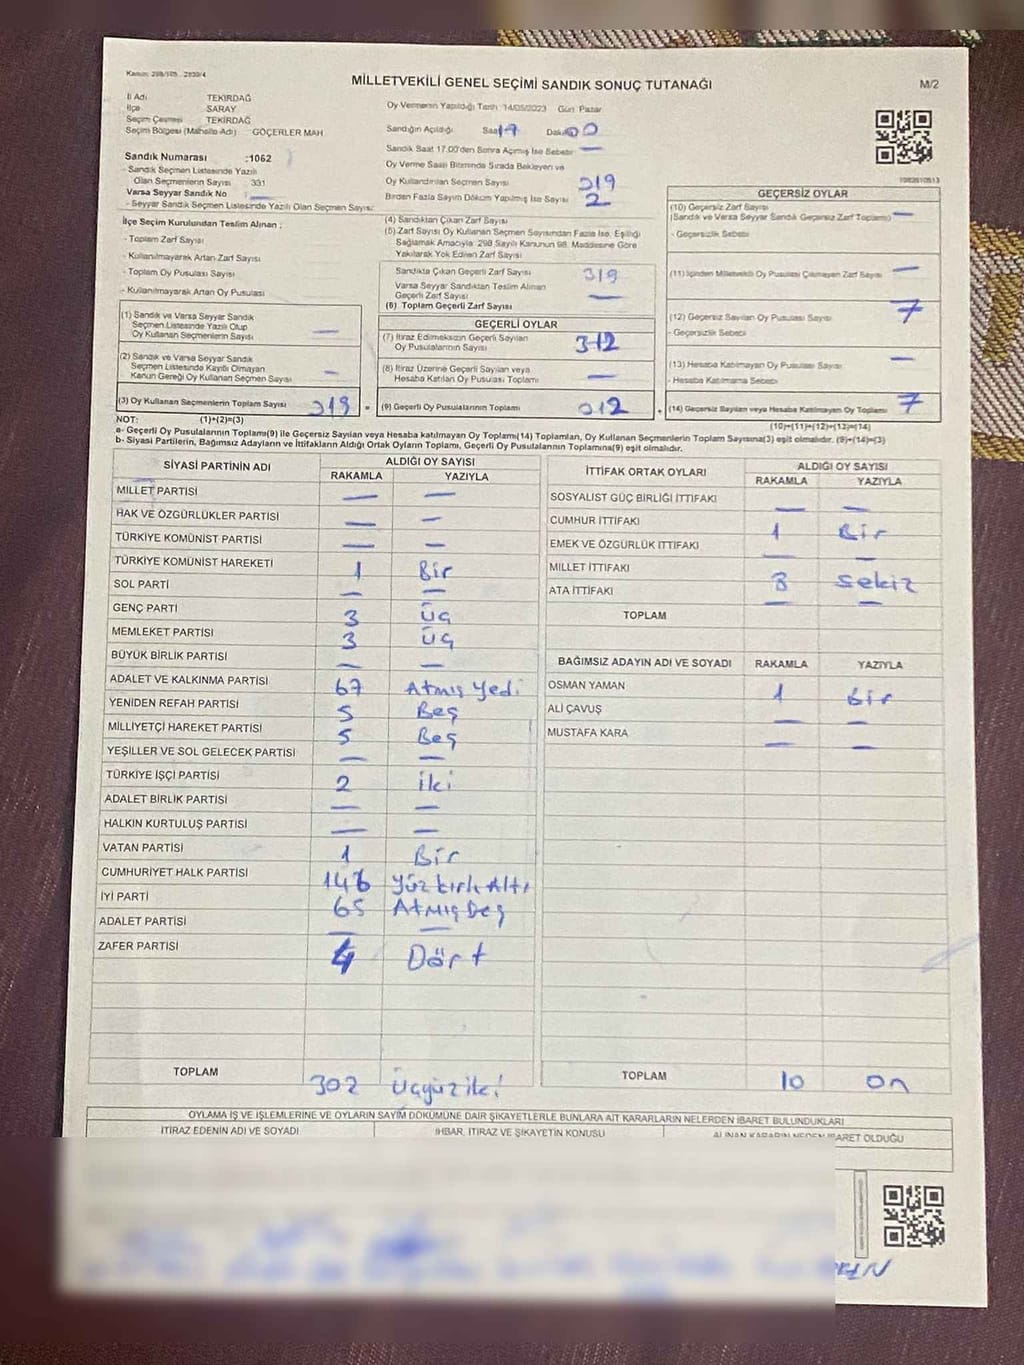 MİLLETVEKİLİ GENEL SEÇİMİ SANDIK SONUÇ TUTANAĞI
M/2
İl Adı TEKİRDAĞ
İlçe SARAY
Seçim Çevresi TEKİRDAĞ
Seçim Bölgesi (Mahalle Adı) GÖÇERLER MAH
Sandık Numarası :1062
- Sandık Seçmen Listesinde Yazılı
Olan Seçmenlerin Sayısı 331
Varsa Seyyar Sandık No
- Seyyar Sandık Seçmen Listesinde Yazılı Olan Seçmen Sayısı:
Oy Vermenin Yapıldığı Tarih 14/05/2023 Gün Pazar
Sandığın Açıldığı Saat 17 Dakika 00
Sandık Saat 17.00'den Sonra Açılmış İse Sebebi —
Oy Verme Saati Bitiminde Sırada Bekleyen ve
Oy Kullandırılan Seçmen Sayısı 319
Birden Fazla Sayım Döküm Yapılmış İse Sayısı 2
İlçe Seçim Kurulundan Teslim Alınan ;
- Toplam Zarf Sayısı
- Kullanılmayarak Artan Zarf Sayısı
- Toplam Oy Pusulası Sayısı
- Kullanılmayarak Artan Oy Pusulası
(1) Sandık ve Varsa Seyyar Sandık
Seçmen Listesinde Yazılı Olup
Oy Kullanan Seçmenlerin Sayısı —
(2) Sandık ve Varsa Seyyar Sandık
Seçmen Listesinde Kayıtlı Olmayan
Kanun Gereği Oy Kullanan Seçmen Sayısı —
(3) Oy Kullanan Seçmenlerin Toplam Sayısı 319
(4) Sandıktan Çıkan Zarf Sayısı
(5) Zarf Sayısı Oy Kullanan Seçmen Sayısından Fazla İse, Eşitliği
Sağlamak Amacıyla 298 Sayılı Kanunun 98. Maddesine Göre
Yakılarak Yok Edilen Zarf Sayısı
Sandıkta Çıkan Geçerli Zarf Sayısı 319
Varsa Seyyar Sandıktan Teslim Alınan
Geçerli Zarf Sayısı —
(6) Toplam Geçerli Zarf Sayısı
GEÇERLİ OYLAR
(7) İtiraz Edilmeksizin Geçerli Sayılan
Oy Pusulalarının Sayısı 312
(8) İtiraz Üzerine Geçerli Sayılan veya
Hesaba Katılan Oy Pusulası Toplamı —
(9) Geçerli Oy Pusulalarının Toplamı 312
GEÇERSİZ OYLAR
(10) Geçersiz Zarf Sayısı
(Sandık ve Varsa Seyyar Sandık Geçersiz Zarf Toplamı) —
- Geçersizlik Sebebi
(11) İçinden Milletvekili Oy Pusulası Çıkmayan Zarf Sayısı —
(12) Geçersiz Sayılan Oy Pusulası Sayısı 7
- Geçersizlik Sebebi
(13) Hesaba Katılmayan Oy Pusulası Sayısı —
- Hesaba Katılmama Sebebi
(14) Geçersiz Sayılan veya Hesaba Katılmayan Oy Toplamı 7
NOT: (1)+(2)=(3)
(10)+(11)+(12)+(13)=(14)
a- Geçerli Oy Pusulalarının Toplamı(9) ile Geçersiz Sayılan veya Hesaba katılmayan Oy Toplamı(14) Toplamları, Oy Kullanan Seçmenlerin Toplam Sayısına(3) eşit olmalıdır. (9)+(14)=(3)
b- Siyasi Partilerin, Bağımsız Adayların ve İttifakların Aldığı Ortak Oyların Toplamı, Geçerli Oy Pusulalarının Toplamına(9) eşit olmalıdır.
SİYASİ PARTİNİN ADI ALDIĞI OY SAYISI
RAKAMLA YAZIYLA
MİLLET PARTİSİ — —
HAK VE ÖZGÜRLÜKLER PARTİSİ — —
TÜRKİYE KOMÜNİST PARTİSİ — —
TÜRKİYE KOMÜNİST HAREKETİ 1 Bir
SOL PARTİ — —
GENÇ PARTİ 3 Üç
MEMLEKET PARTİSİ 3 Üç
BÜYÜK BİRLİK PARTİSİ — —
ADALET VE KALKINMA PARTİSİ 67 Atmış Yedi
YENİDEN REFAH PARTİSİ 5 Beş
MİLLİYETÇİ HAREKET PARTİSİ 5 Beş
YEŞİLLER VE SOL GELECEK PARTİSİ — —
TÜRKİYE İŞÇİ PARTİSİ 2 İki
ADALET BİRLİK PARTİSİ — —
HALKIN KURTULUŞ PARTİSİ — —
VATAN PARTİSİ 1 Bir
CUMHURİYET HALK PARTİSİ 146 Yüz kırk Altı
İYİ PARTİ 65 Atmış beş
ADALET PARTİSİ — —
ZAFER PARTİSİ 4 Dört
TOPLAM 302 Üçyüz iki
İTTİFAK ORTAK OYLARI ALDIĞI OY SAYISI
RAKAMLA YAZIYLA
SOSYALİST GÜÇ BİRLİĞİ İTTİFAKI — —
CUMHUR İTTİFAKI 1 Bir
EMEK VE ÖZGÜRLÜK İTTİFAKI — —
MİLLET İTTİFAKI 8 Sekiz
ATA İTTİFAKI — —
TOPLAM
BAĞIMSIZ ADAYIN ADI VE SOYADI RAKAMLA YAZIYLA
OSMAN YAMAN 1 Bir
ALİ ÇAVUŞ — —
MUSTAFA KARA — —
TOPLAM 10 On
OYLAMA İŞ VE İŞLEMLERİNE VE OYLARIN SAYIM DÖKÜMÜNE DAİR ŞİKAYETLERLE BUNLARA AİT KARARLARIN NELERDEN İBARET BULUNDUKLARI
İTİRAZ EDENİN ADI VE SOYADI İHBAR, İTİRAZ VE ŞİKAYETİN KONUSU ALINAN KARARIN NEDEN İBARET OLDUĞU